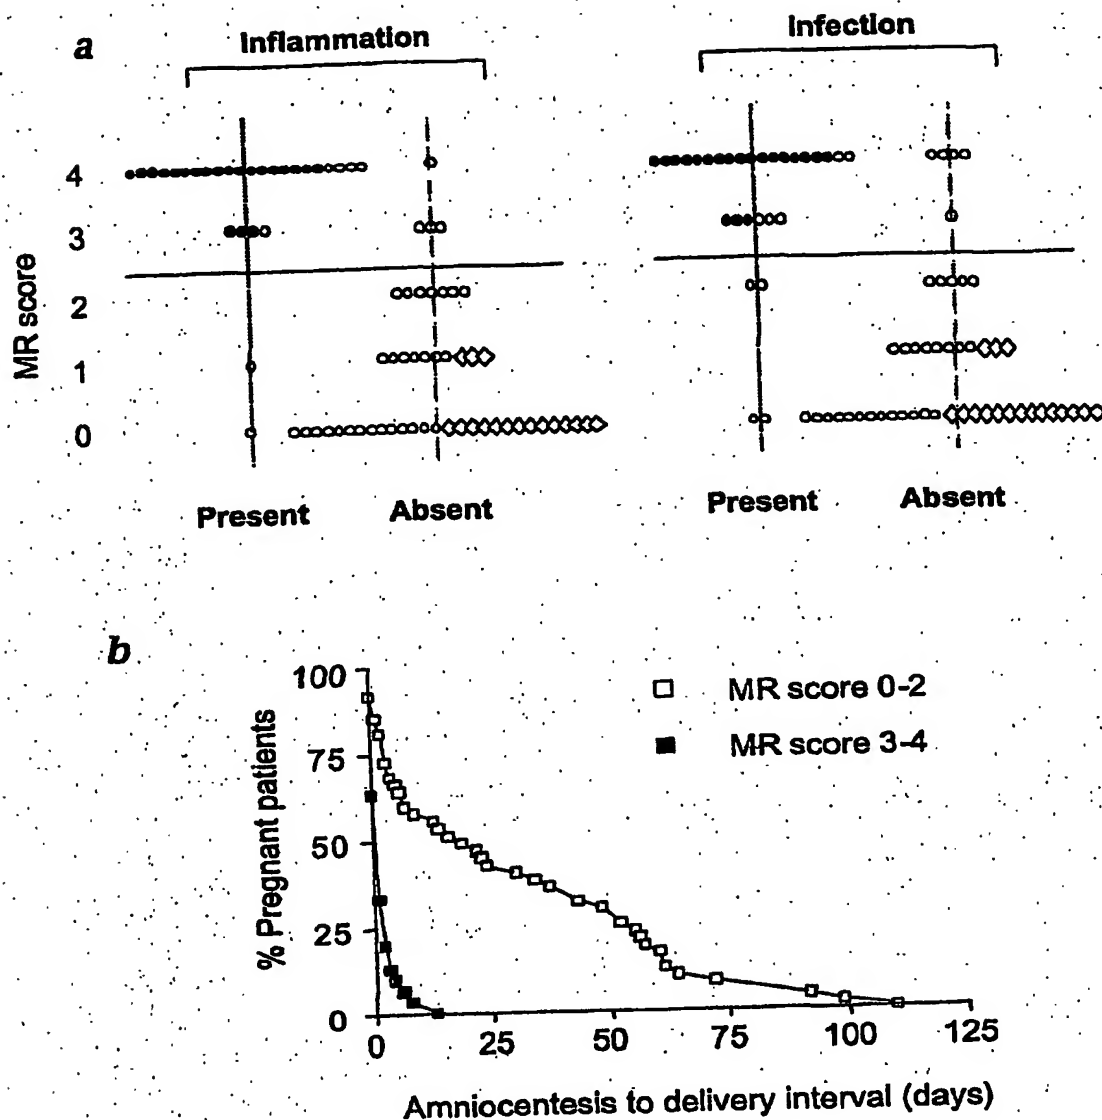 a
Inflammation
Infection
MR score
4
3
2
1
0
Present
Absent
Present
Absent
b
100
75
50
25
0
% Pregnant patients
MR score 0-2
MR score 3-4
0
25
50
75
100
125
Amniocentesis to delivery interval (days)